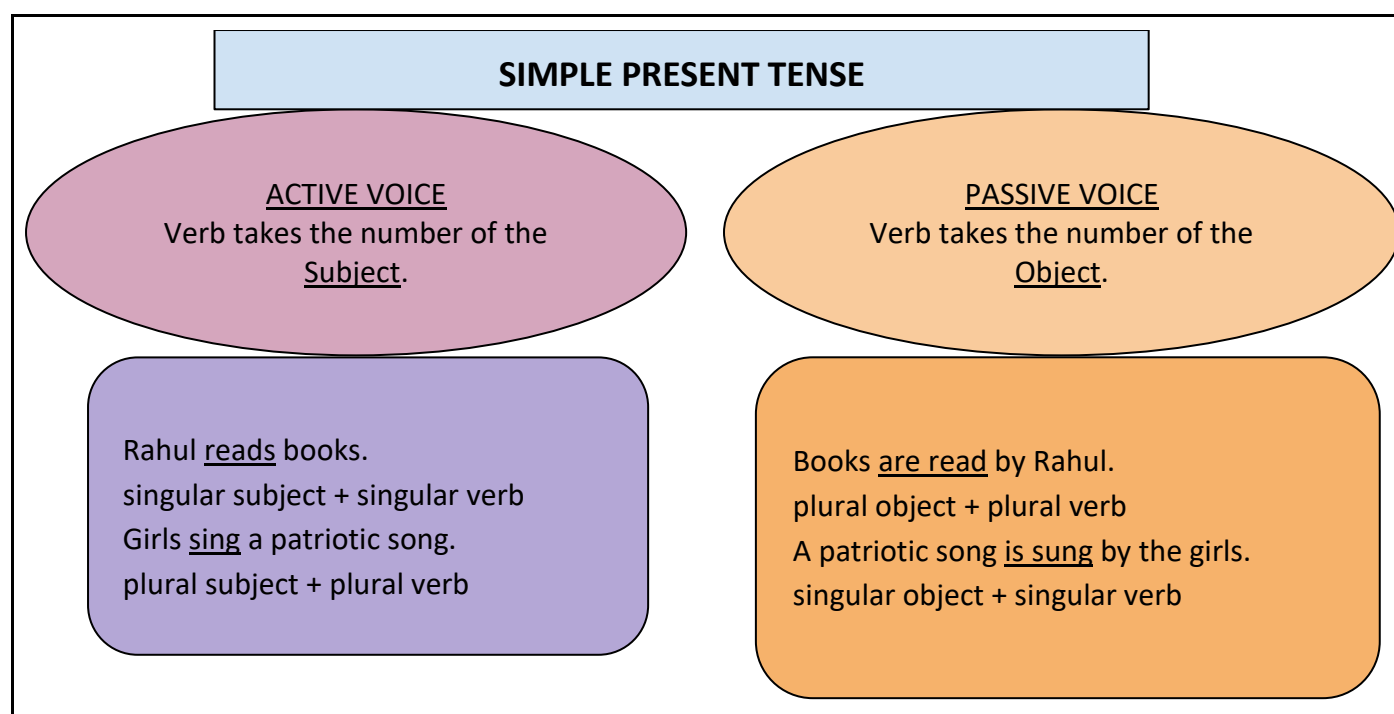 SIMPLE PRESENT TENSE
ACTIVE VOICE
Verb takes the number of the
Subject.
PASSIVE VOICE
Verb takes the number of the
Object.
Rahul reads books.
singular subject + singular verb
Girls sing a patriotic song.
plural subject + plural verb
Books are read by Rahul.
plural object + plural verb
A patriotic song is sung by the girls.
singular object + singular verb